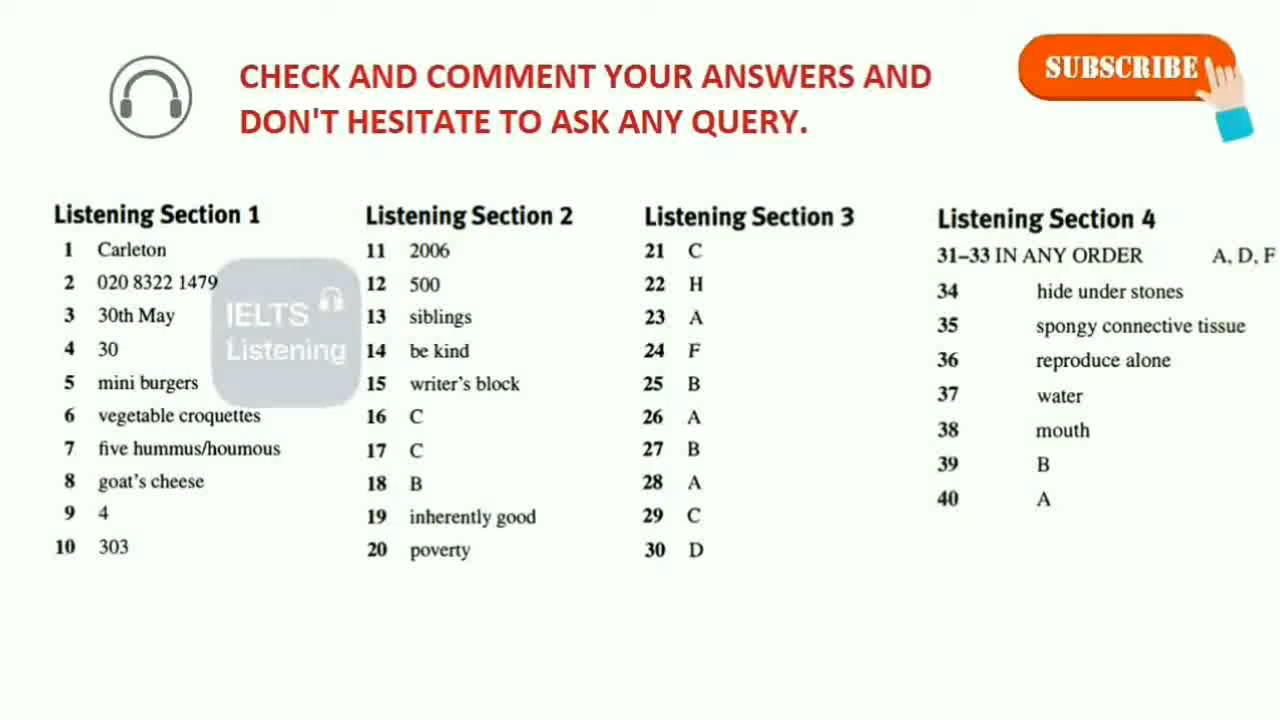 CHECK AND COMMENT YOUR ANSWERS AND
DON'T HESITATE TO ASK ANY QUERY.
SUBSCRIBE
Listening Section 1
1 Carleton
2 020 8322 1479
3 30th May
4 30
5 mini burgers
6 vegetable croquettes
7 five hummus/houmous
8 goat's cheese
9 4
10 303
IELTS
Listening
Listening Section 2
11 2006
12 500
13 siblings
14 be kind
15 writer's block
16 C
17 C
18 B
19 inherently good
20 poverty
Listening Section 3
21 C
22 H
23 A
24 F
25 B
26 A
27 B
28 A
29 C
30 D
Listening Section 4
31–33 IN ANY ORDER A, D, F
34 hide under stones
35 spongy connective tissue
36 reproduce alone
37 water
38 mouth
39 B
40 A